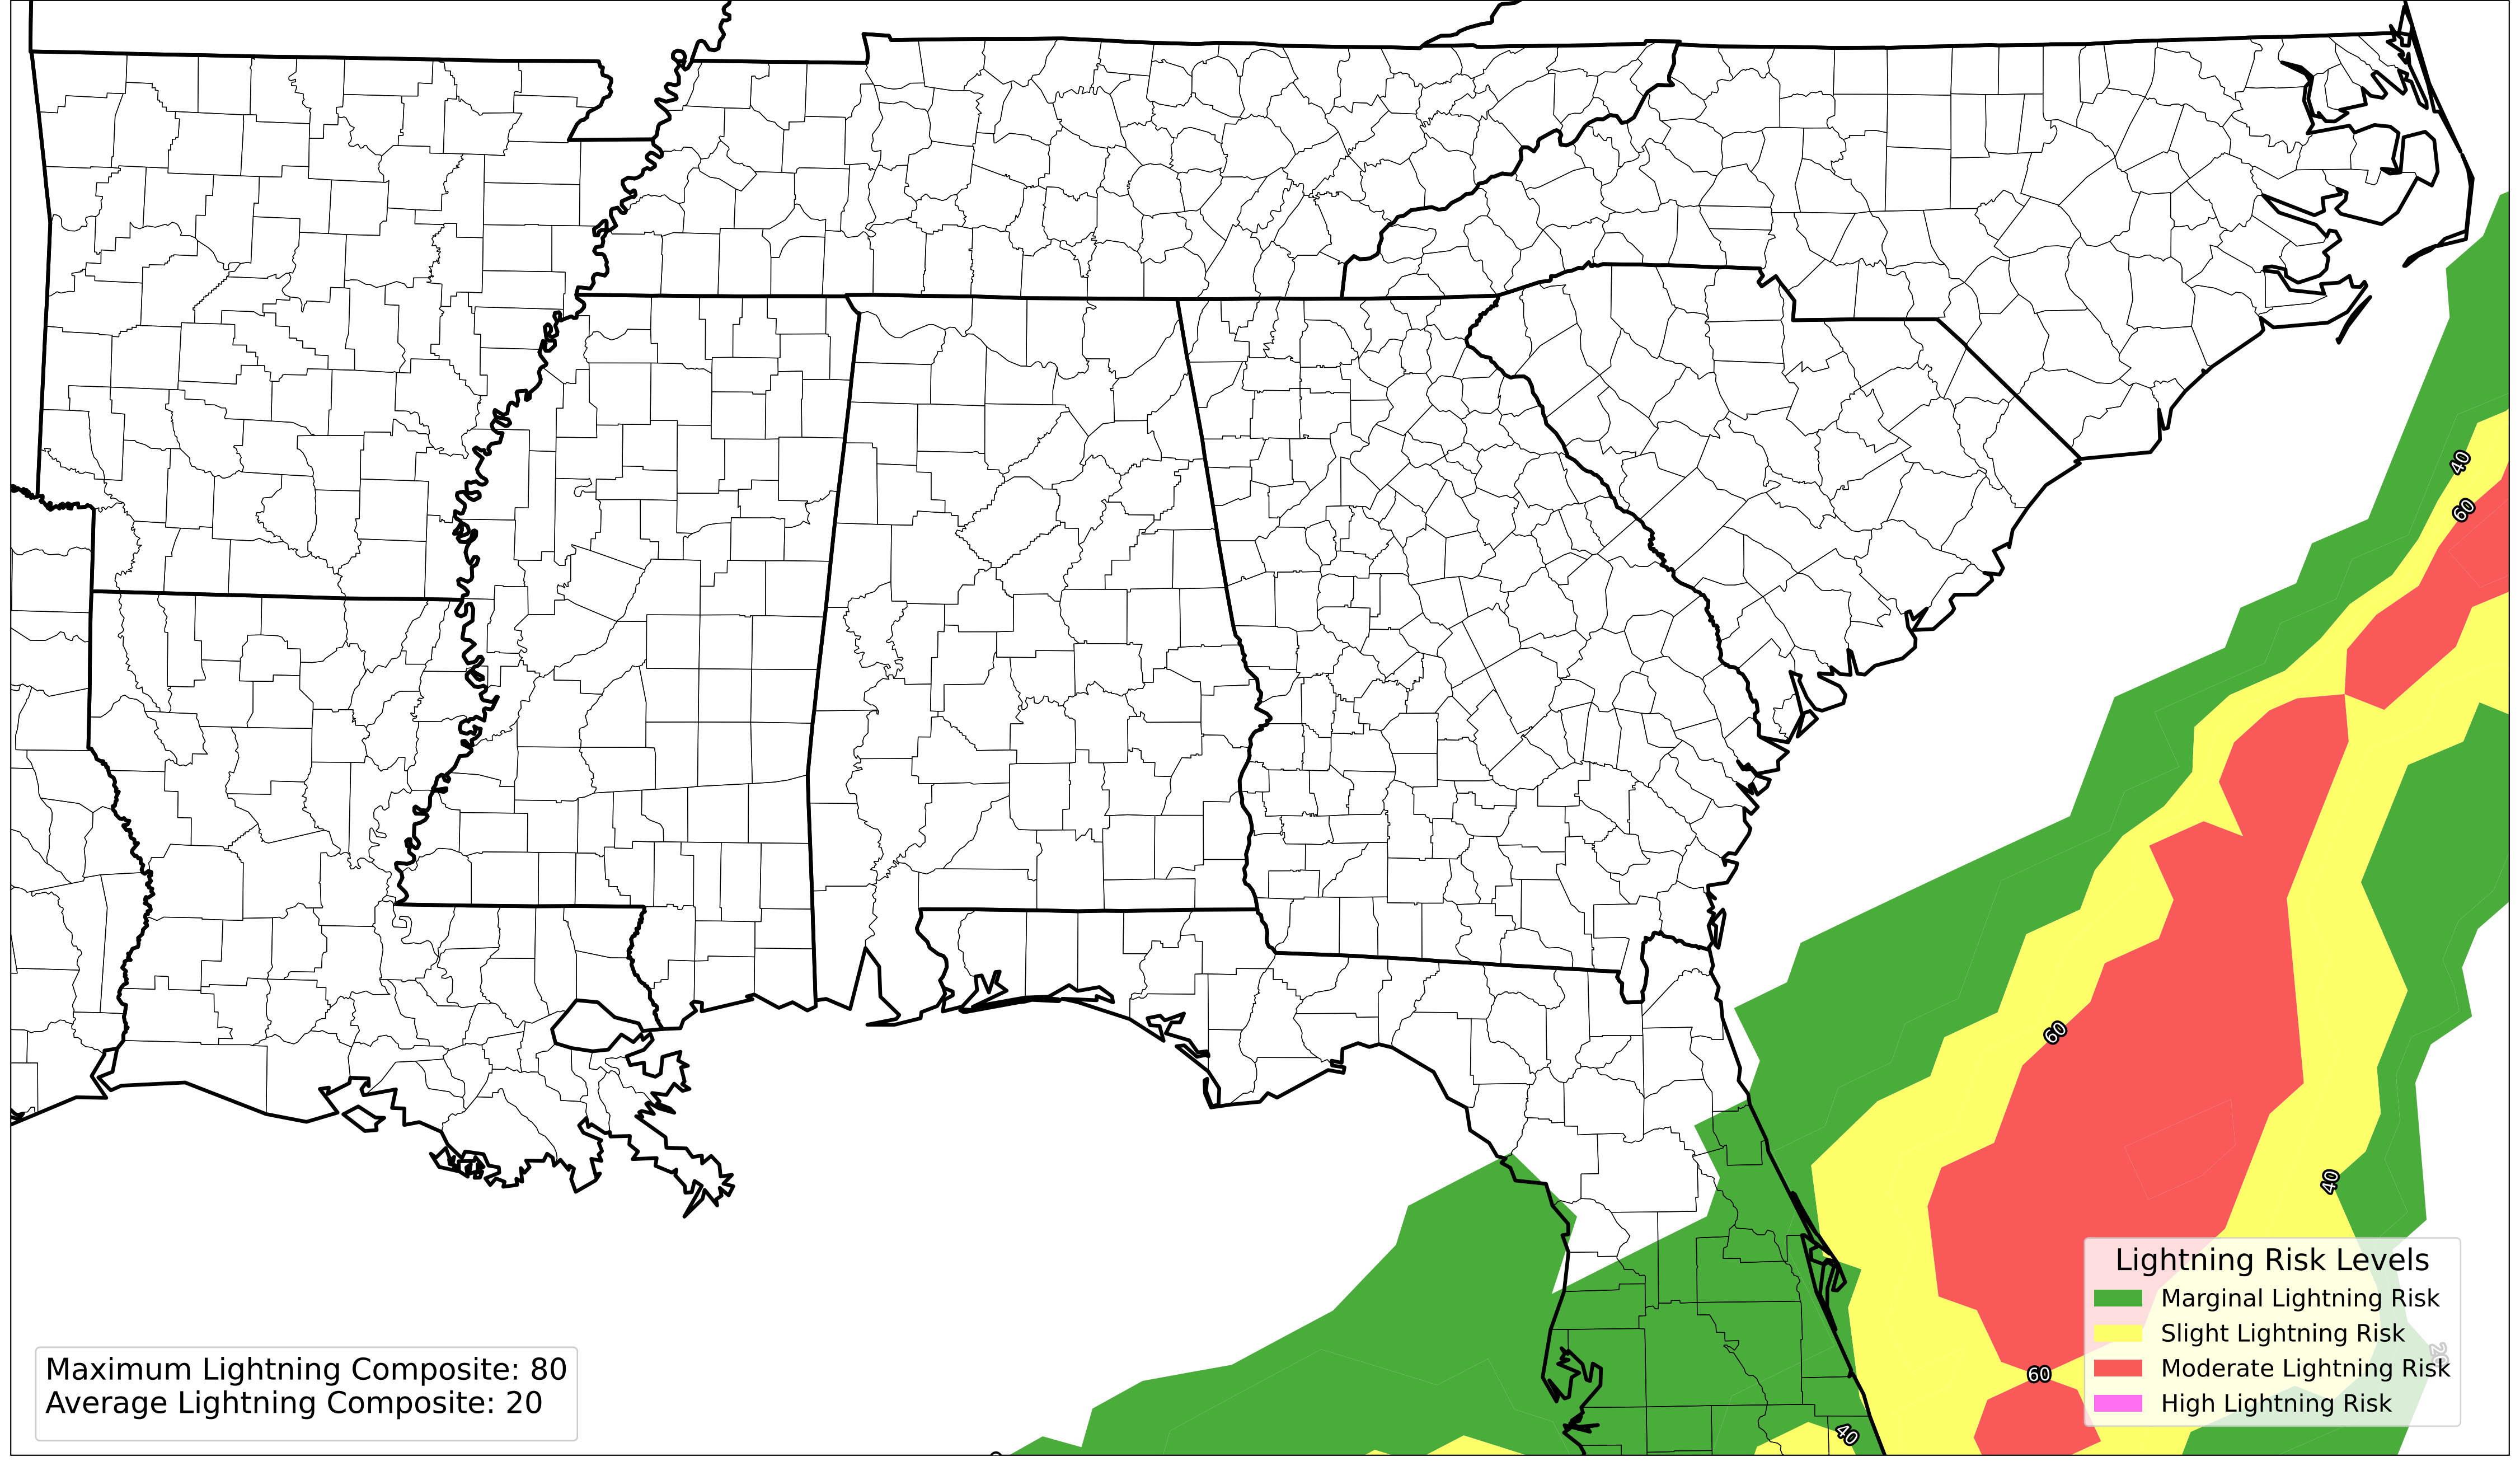 40
60
60
40
60
40
Maximum Lightning Composite: 80
Average Lightning Composite: 20
Lightning Risk Levels
Marginal Lightning Risk
Slight Lightning Risk
Moderate Lightning Risk
High Lightning Risk